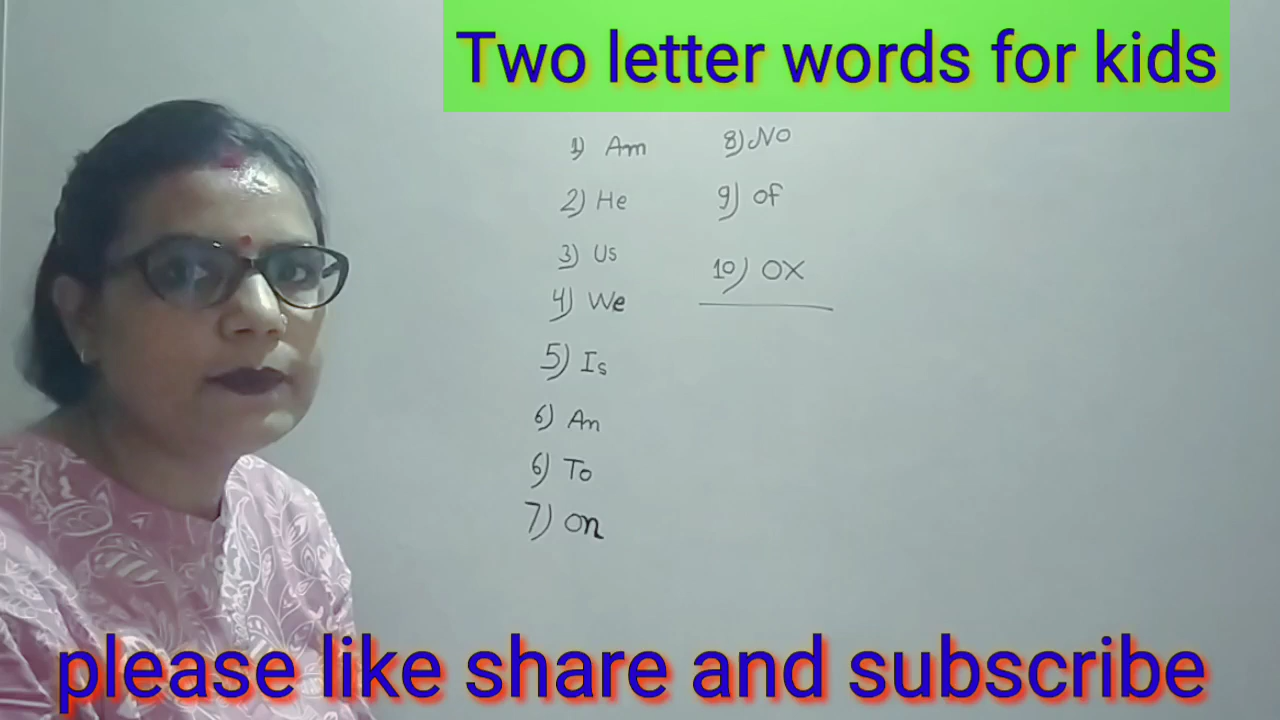 Two letter words for kids
1) Am
2) He
3) Us
4) We
5) Is
6) An
6) To
7) on
8) No
9) of
10) OX
please like share and subscribe